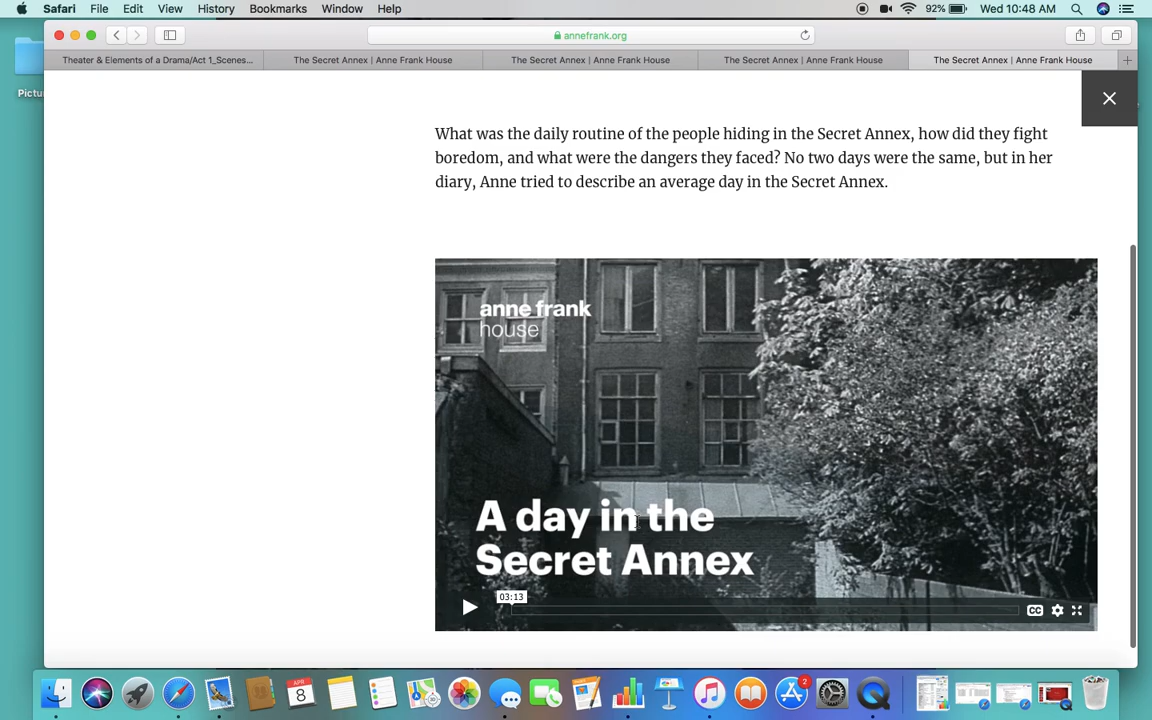 Safari File Edit View History Bookmarks Window Help 92% Wed 10:48 AM
annefrank.org
Theater & Elements of a Drama/Act 1_Scenes... The Secret Annex | Anne Frank House The Secret Annex | Anne Frank House The Secret Annex | Anne Frank House The Secret Annex | Anne Frank House
Pictu
What was the daily routine of the people hiding in the Secret Annex, how did they fight
boredom, and what were the dangers they faced? No two days were the same, but in her
diary, Anne tried to describe an average day in the Secret Annex.
anne frank
house
A day in the
Secret Annex
03:13
CC
APR
8
2